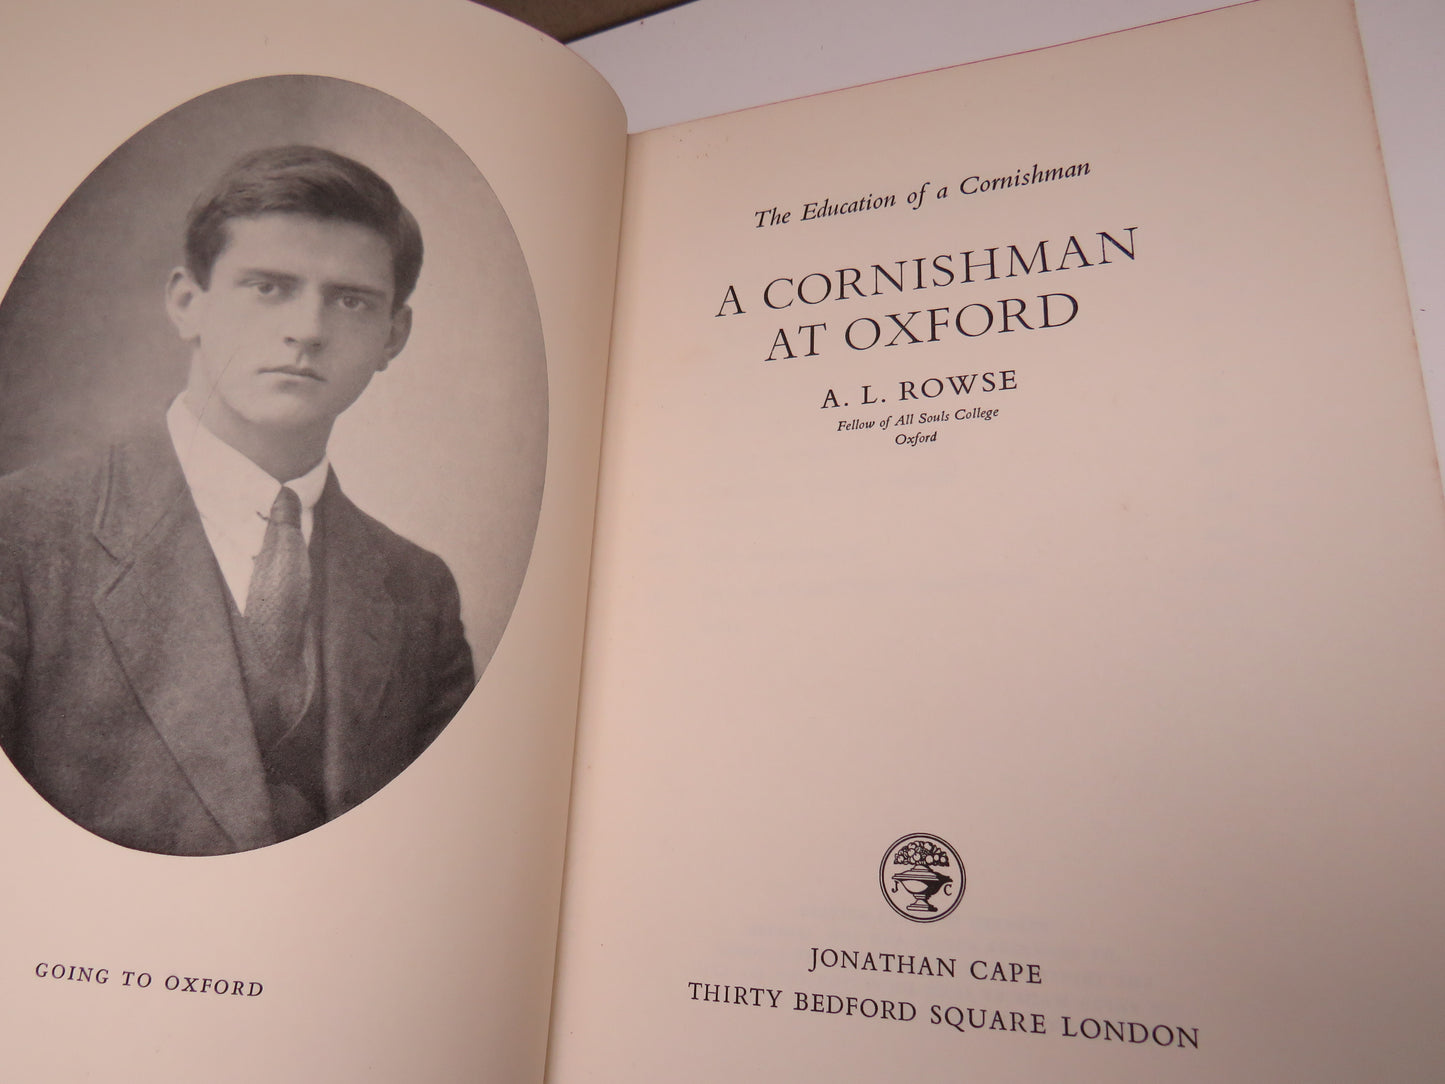 GOING TO OXFORD
The Education of a Cornishman
A CORNISHMAN
AT OXFORD
A. L. ROWSE
Fellow of All Souls College
Oxford
J C
JONATHAN CAPE
THIRTY BEDFORD SQUARE LONDON